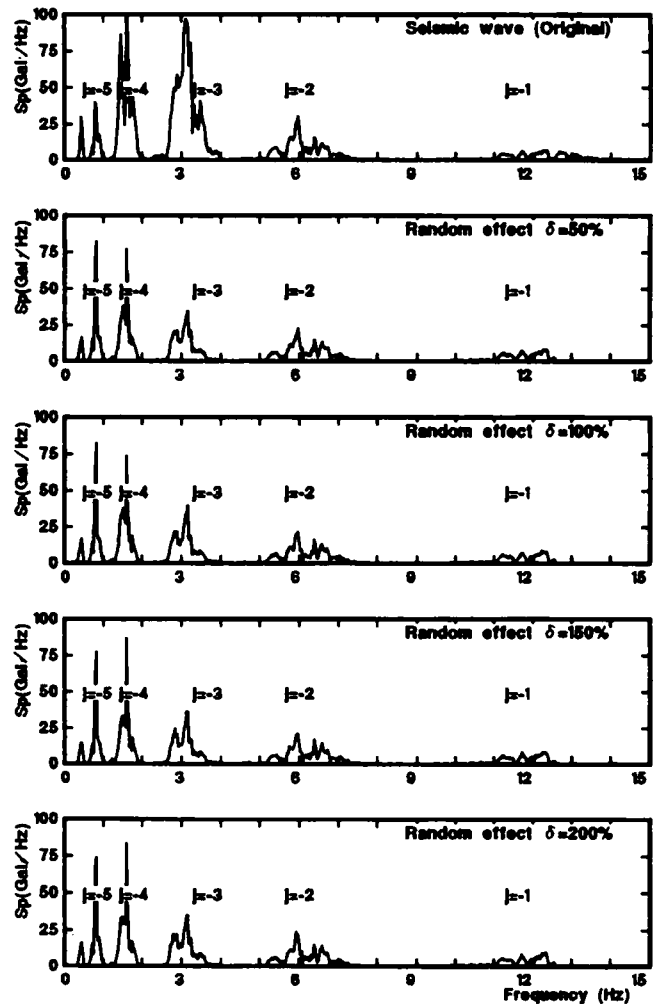 Sp(Gal/Hz)
100
75
50
25
0
Seismic wave (Original)
j=-5
j=-4
j=-3
j=-2
j=-1
0
3
6
9
12
15
Sp(Gal/Hz)
100
75
50
25
0
Random effect δ=50%
j=-5
j=-4
j=-3
j=-2
j=-1
0
3
6
9
12
15
Sp(Gal/Hz)
100
75
50
25
0
Random effect δ=100%
j=-5
j=-4
j=-3
j=-2
j=-1
0
3
6
9
12
15
Sp(Gal/Hz)
100
75
50
25
0
Random effect δ=150%
j=-5
j=-4
j=-3
j=-2
j=-1
0
3
6
9
12
15
Sp(Gal/Hz)
100
75
50
25
0
Random effect δ=200%
j=-5
j=-4
j=-3
j=-2
j=-1
0
3
6
9
12
15
Frequency (Hz)